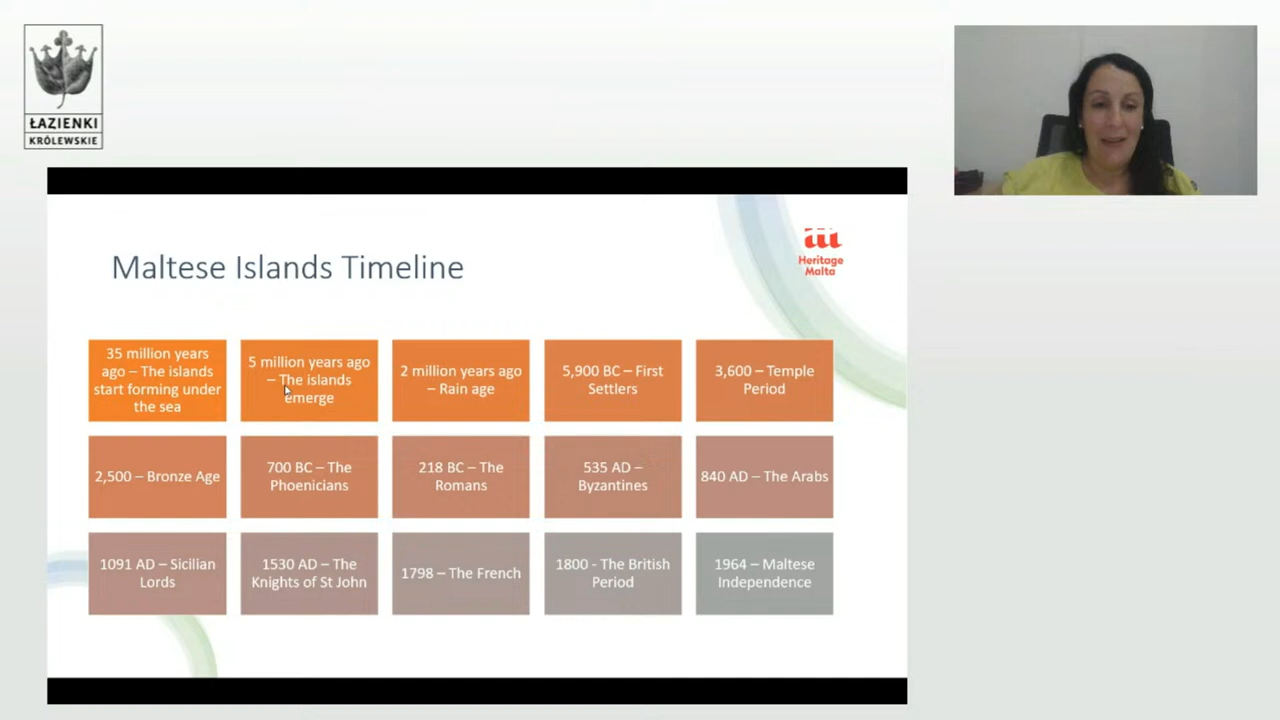 ŁAZIENKI
KRÓLEWSKIE
Maltese Islands Timeline
Heritage
Malta
35 million years
ago – The islands
start forming under
the sea
5 million years ago
– The islands
emerge
2 million years ago
– Rain age
5,900 BC – First
Settlers
3,600 – Temple
Period
2,500 – Bronze Age
700 BC – The
Phoenicians
218 BC – The
Romans
535 AD –
Byzantines
840 AD – The Arabs
1091 AD – Sicilian
Lords
1530 AD – The
Knights of St John
1798 – The French
1800 - The British
Period
1964 – Maltese
Independence